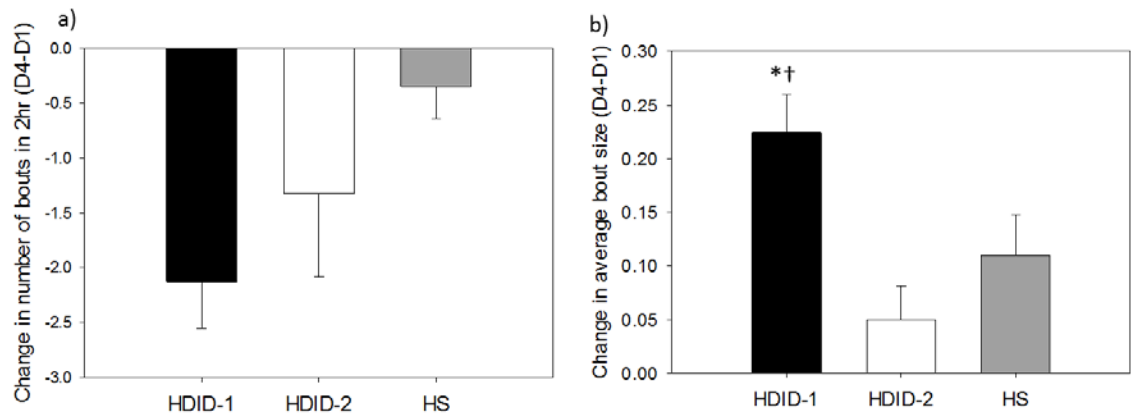 a)
Change in number of bouts in 2hr (D4-D1)
0.0
-0.5
-1.0
-1.5
-2.0
-2.5
-3.0
HDID-1
HDID-2
HS
b)
Change in average bout size (D4-D1)
0.30
0.25
0.20
0.15
0.10
0.05
0.00
*†
HDID-1
HDID-2
HS